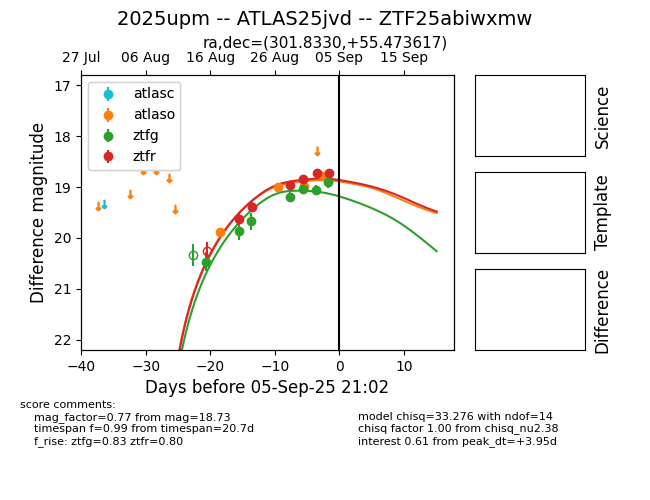 2025upm -- ATLAS25jvd -- ZTF25abiwxmw
ra,dec=(301.8330,+55.473617)
27 Jul 06 Aug 16 Aug 26 Aug 05 Sep 15 Sep
atlasc
atlaso
ztfg
ztfr
17
18
19
20
21
22
Difference magnitude
−40 −30 −20 −10 0 10
Days before 05-Sep-25 21:02
Science
Template
Difference
score comments:
mag_factor=0.77 from mag=18.73
timespan f=0.99 from timespan=20.7d
f_rise: ztfg=0.83 ztfr=0.80
model chisq=33.276 with ndof=14
chisq factor 1.00 from chisq_nu2.38
interest 0.61 from peak_dt=+3.95d